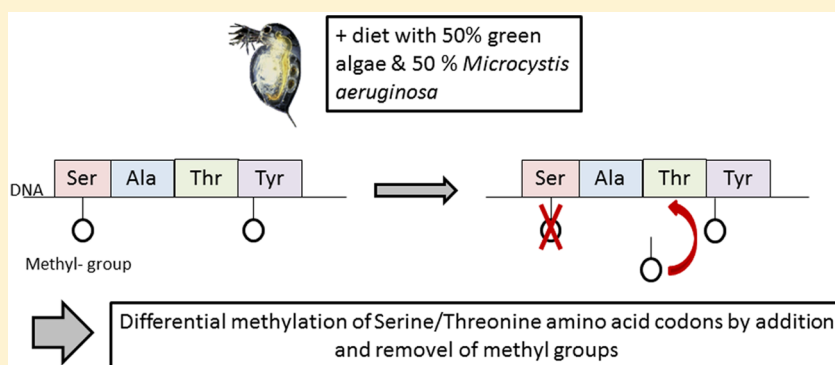 + diet with 50% green
algae & 50 % Microcystis
aeruginosa
Ser Ala Thr Tyr
Ser Ala Thr Tyr
DNA
Methyl- group
Differential methylation of Serine/Threonine amino acid codons by addition
and removel of methyl groups